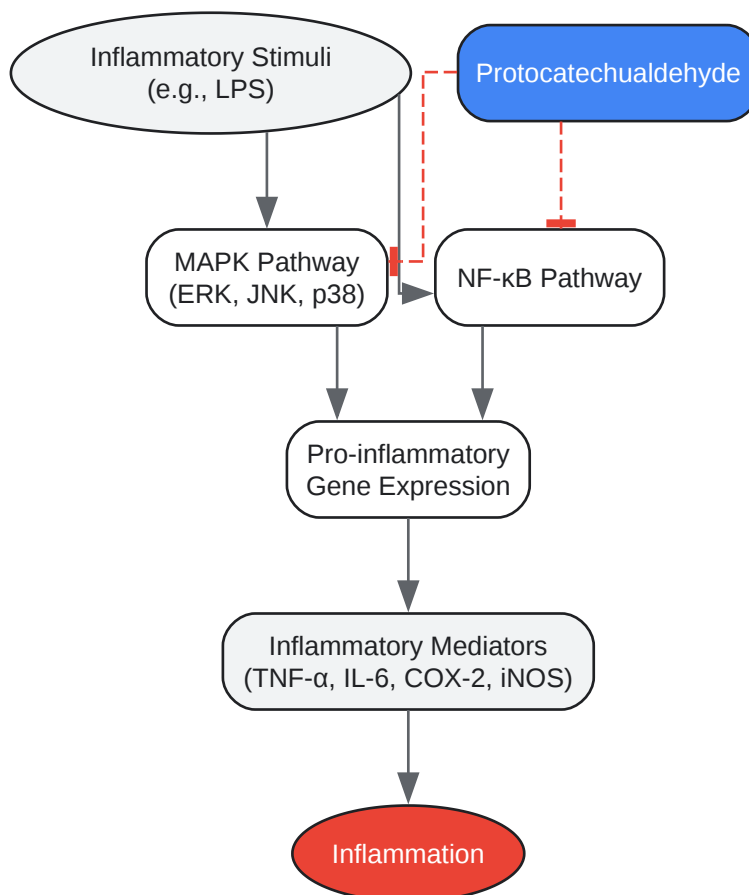 Inflammatory Stimuli
(e.g., LPS)
Protocatechualdehyde
MAPK Pathway
(ERK, JNK, p38)
NF-κB Pathway
Pro-inflammatory
Gene Expression
Inflammatory Mediators
(TNF-α, IL-6, COX-2, iNOS)
Inflammation